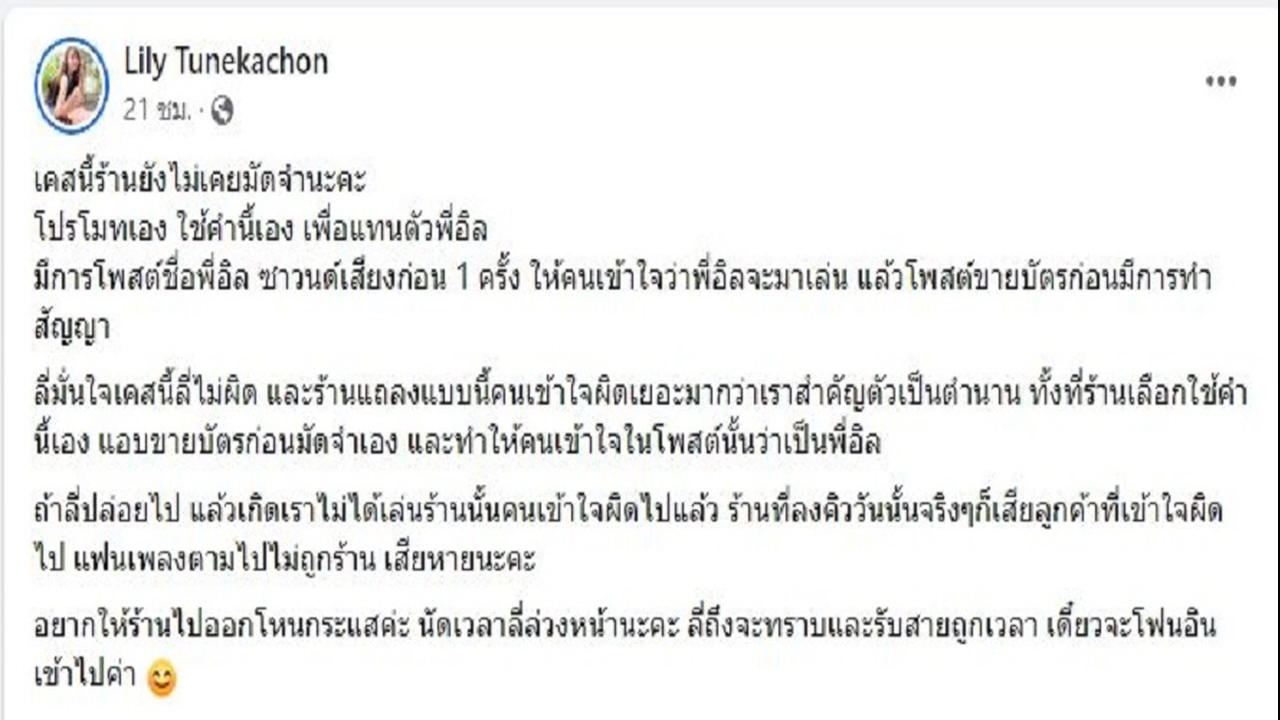 Lily Tunekachon
21 ชม. ·
เคสนี้ร้านยังไม่เคยมัดจำนะคะ
โปรโมทเอง ใช้คำนี้เอง เพื่อแทนตัวพี่อิล
มีการโพสต์ชื่อพี่อิล ซาวนด์เสียงก่อน 1 ครั้ง ให้คนเข้าใจว่าพี่อิลจะมาเล่น แล้วโพสต์ขายบัตรก่อนมีการทำ
สัญญา
ลี่มั่นใจเคสนี้ลี่ไม่ผิด และร้านแถลงแบบนี้คนเข้าใจผิดเยอะมากว่าเราสำคัญตัวเป็นตำนาน ทั้งที่ร้านเลือกใช้คำ
นี้เอง แอบขายบัตรก่อนมัดจำเอง และทำให้คนเข้าใจในโพสต์นั้นว่าเป็นพี่อิล
ถ้าลี่ปล่อยไป แล้วเกิดเราไม่ได้เล่นร้านนั้นคนเข้าใจผิดไปแล้ว ร้านที่ลงคิววันนั้นจริงๆก็เสียลูกค้าที่เข้าใจผิด
ไป แฟนเพลงตามไปไม่ถูกร้าน เสียหายนะคะ
อยากให้ร้านไปออกโหนกระแสค่ะ นัดเวลาลี่ล่วงหน้านะคะ ลี่ถึงจะทราบและรับสายถูกเวลา เดี๋ยวจะโฟนอิน
เข้าไปค่า 😊